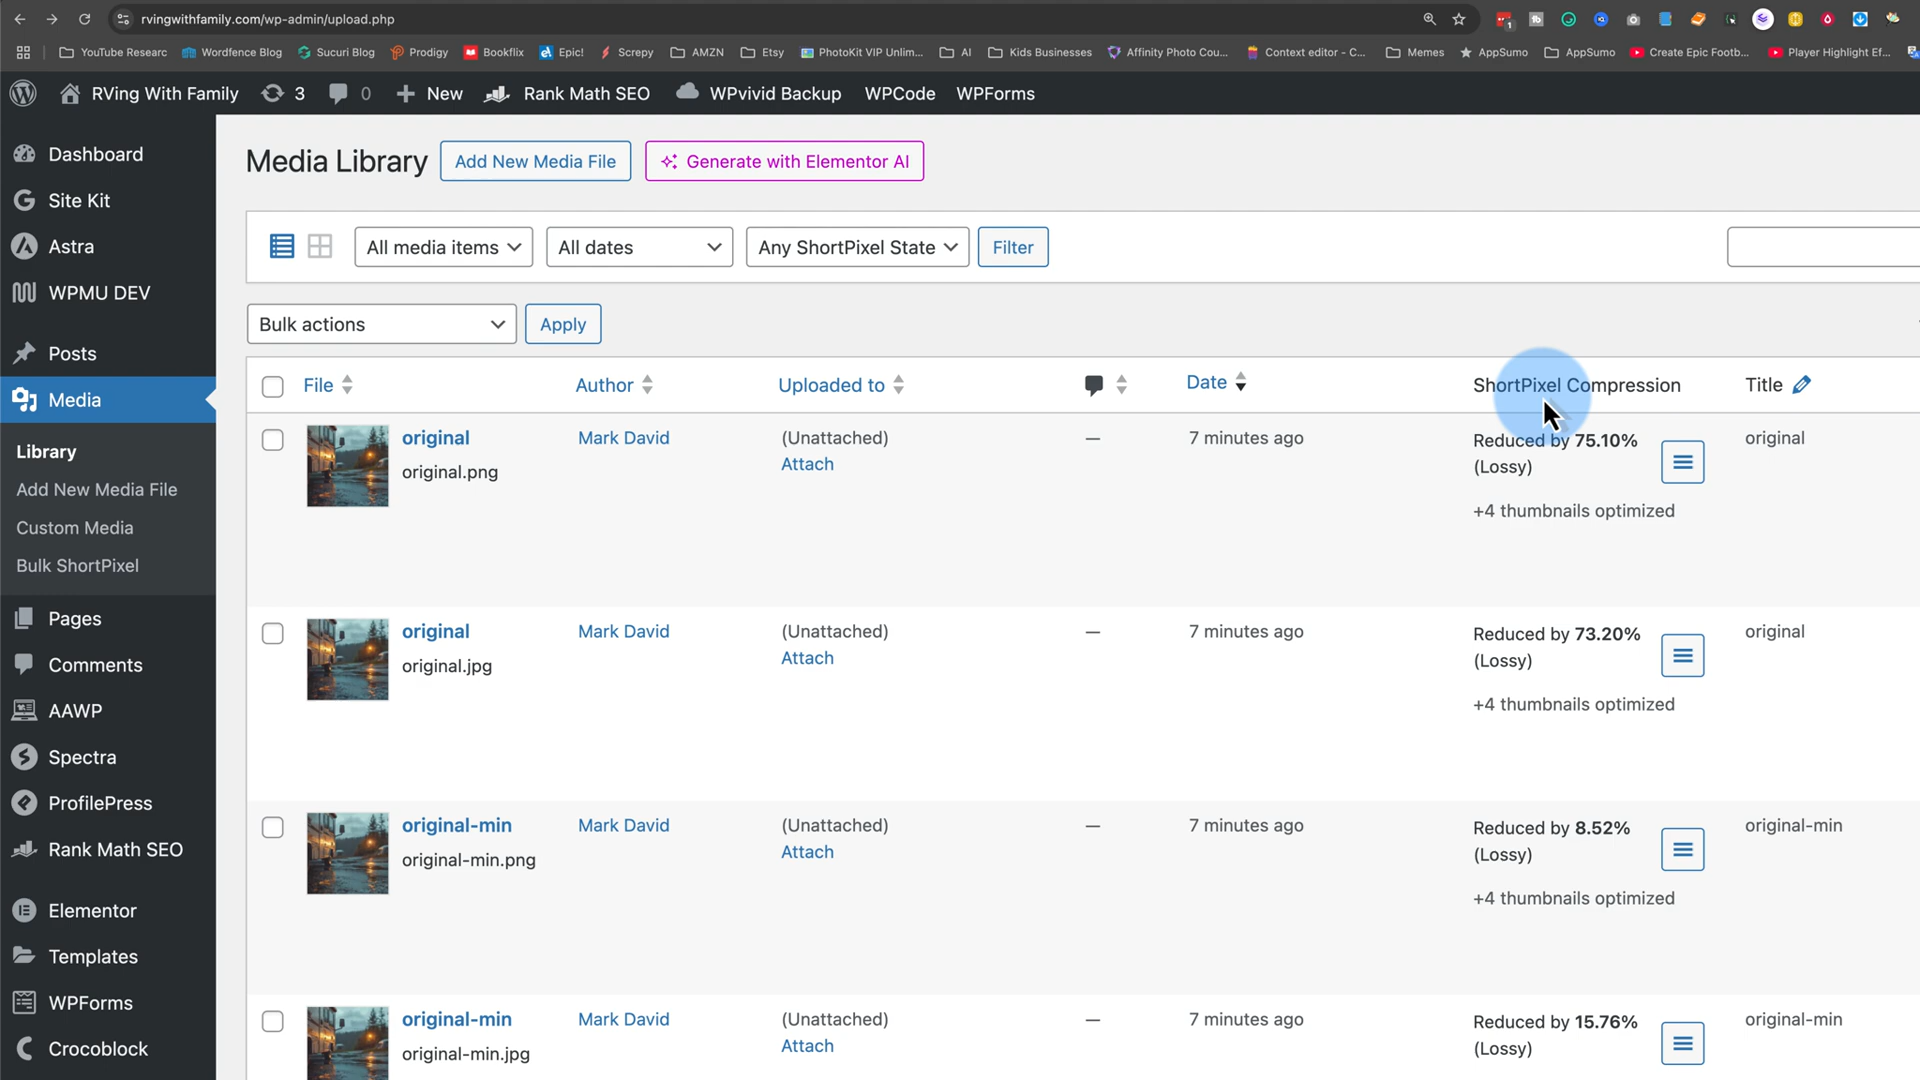 rvingwithfamily.com/wp-admin/upload.php
YouTube Researc Wordfence Blog Sucuri Blog Prodigy Bookflix Epic! Screpy AMZN Etsy PhotoKit VIP Unlim... AI Kids Businesses Affinity Photo Cou... Context editor - C... Memes AppSumo AppSumo Create Epic Footb... Player Highlight Ef...
RVing With Family 3 0 New Rank Math SEO WPvivid Backup WPCode WPForms
Dashboard
Site Kit
Astra
WPMU DEV
Posts
Media
Library
Add New Media File
Custom Media
Bulk ShortPixel
Pages
Comments
AAWP
Spectra
ProfilePress
Rank Math SEO
Elementor
Templates
WPForms
Crocoblock
Media Library Add New Media File Generate with Elementor AI
All media items All dates Any ShortPixel State Filter
Bulk actions Apply
File Author Uploaded to Date ShortPixel Compression Title
original Mark David (Unattached) — 7 minutes ago Reduced by 75.10% original
original.png Attach (Lossy)
+4 thumbnails optimized
original Mark David (Unattached) — 7 minutes ago Reduced by 73.20% original
original.jpg Attach (Lossy)
+4 thumbnails optimized
original-min Mark David (Unattached) — 7 minutes ago Reduced by 8.52% original-min
original-min.png Attach (Lossy)
+4 thumbnails optimized
original-min Mark David (Unattached) — 7 minutes ago Reduced by 15.76% original-min
original-min.jpg Attach (Lossy)